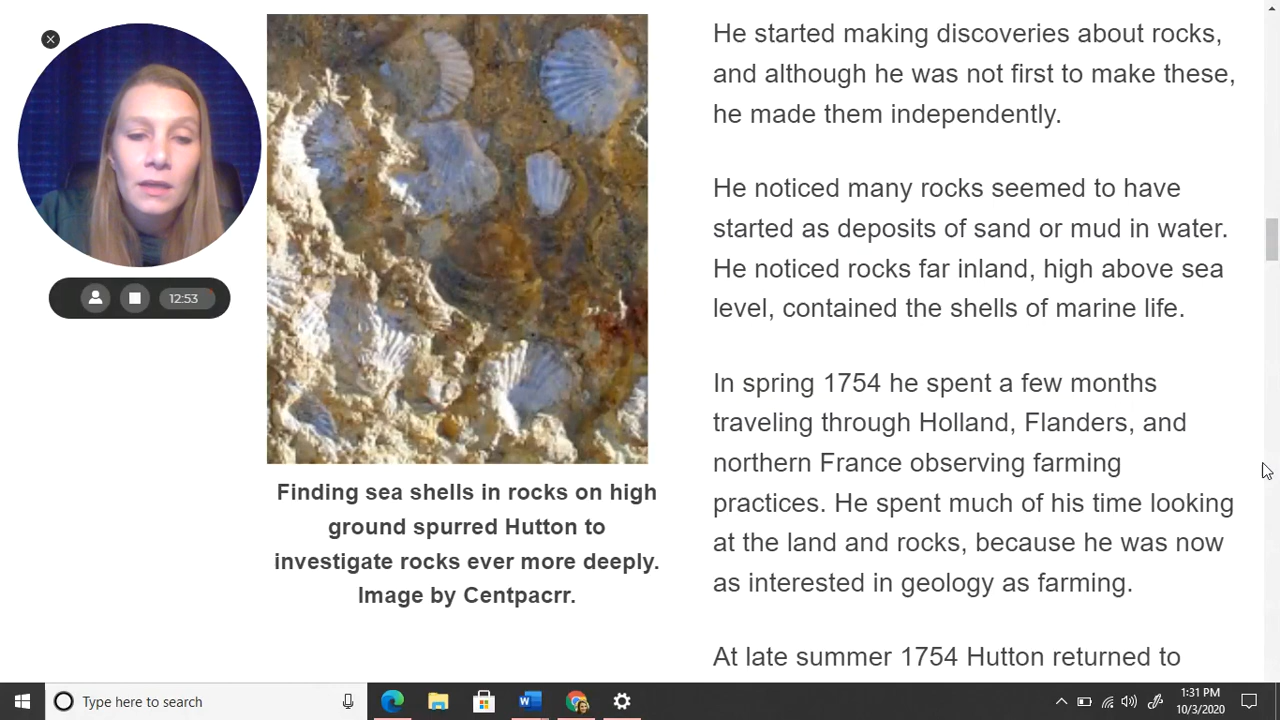 He started making discoveries about rocks,
and although he was not first to make these,
he made them independently.
He noticed many rocks seemed to have
started as deposits of sand or mud in water.
He noticed rocks far inland, high above sea
level, contained the shells of marine life.
In spring 1754 he spent a few months
traveling through Holland, Flanders, and
northern France observing farming
practices. He spent much of his time looking
at the land and rocks, because he was now
as interested in geology as farming.
At late summer 1754 Hutton returned to
Finding sea shells in rocks on high
ground spurred Hutton to
investigate rocks ever more deeply.
Image by Centpacrr.
12:53
Type here to search
1:31 PM
10/3/2020